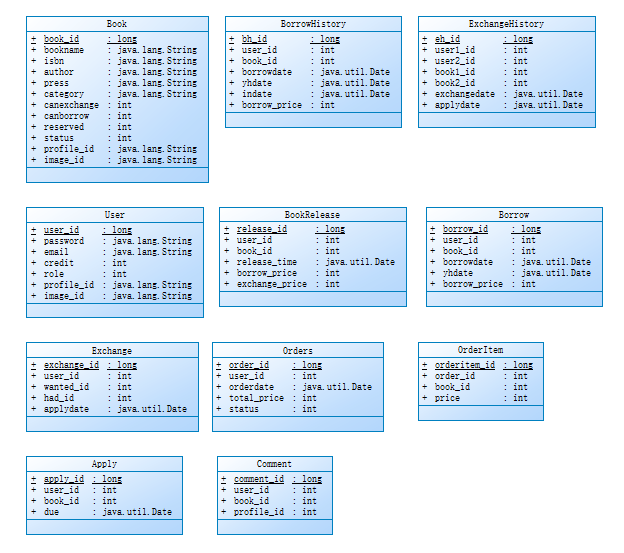 Book
+ book_id : long
+ bookname : java.lang.String
+ isbn : java.lang.String
+ author : java.lang.String
+ press : java.lang.String
+ category : java.lang.String
+ canexchange : int
+ canborrow : int
+ reserved : int
+ status : int
+ profile_id : java.lang.String
+ image_id : java.lang.String
BorrowHistory
+ bh_id : long
+ user_id : int
+ book_id : int
+ borrowdate : java.util.Date
+ yhdate : java.util.Date
+ indate : java.util.Date
+ borrow_price : int
ExchangeHistory
+ eh_id : long
+ user1_id : int
+ user2_id : int
+ book1_id : int
+ book2_id : int
+ exchangedate : java.util.Date
+ applydate : java.util.Date
User
+ user_id : long
+ password : java.lang.String
+ email : java.lang.String
+ credit : int
+ role : int
+ profile_id : java.lang.String
+ image_id : java.lang.String
BookRelease
+ release_id : long
+ user_id : int
+ book_id : int
+ release_time : java.util.Date
+ borrow_price : int
+ exchange_price : int
Borrow
+ borrow_id : long
+ user_id : int
+ book_id : int
+ borrowdate : java.util.Date
+ yhdate : java.util.Date
+ borrow_price : int
Exchange
+ exchange_id : long
+ user_id : int
+ wanted_id : int
+ had_id : int
+ applydate : java.util.Date
Orders
+ order_id : long
+ user_id : int
+ orderdate : java.util.Date
+ total_price : int
+ status : int
OrderItem
+ orderitem_id : long
+ order_id : int
+ book_id : int
+ price : int
Apply
+ apply_id : long
+ user_id : int
+ book_id : int
+ due : java.util.Date
Comment
+ comment_id : long
+ user_id : int
+ book_id : int
+ profile_id : int